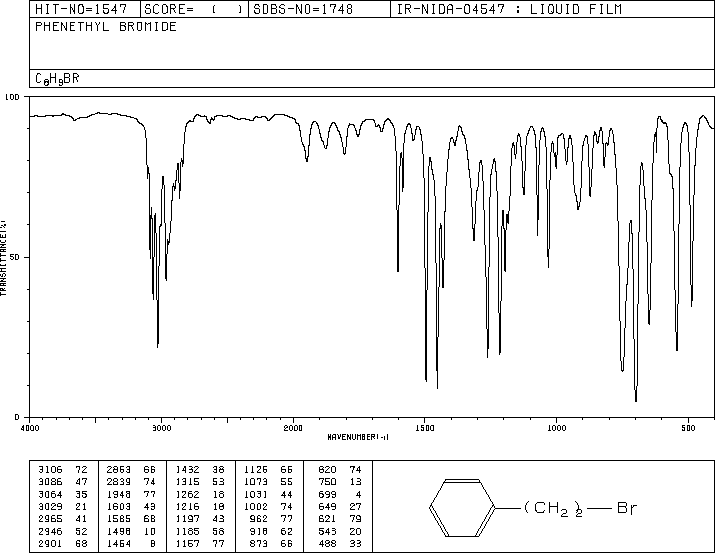 HIT-NO=1547 SCORE= ( ) SDBS-NO=1748 IR-NIDA-04547 : LIQUID FILM
PHENETHYL BROMIDE
C8H9BR
100
50
0
TRANSMITTANCE(%)
4000 3000 2000 1500 1000 500
WAVENUMBER(-1)
3106 72 2853 66 1432 38 1125 66 820 74
3086 47 2839 74 1315 53 1073 55 750 13
3064 35 1948 77 1262 18 1031 44 699 4
3029 21 1603 43 1216 18 1002 74 649 27
2965 41 1585 68 1197 43 962 77 621 79
2946 52 1498 10 1185 58 918 62 543 20
2901 68 1454 8 1157 77 873 66 488 33
(CH2)2 Br